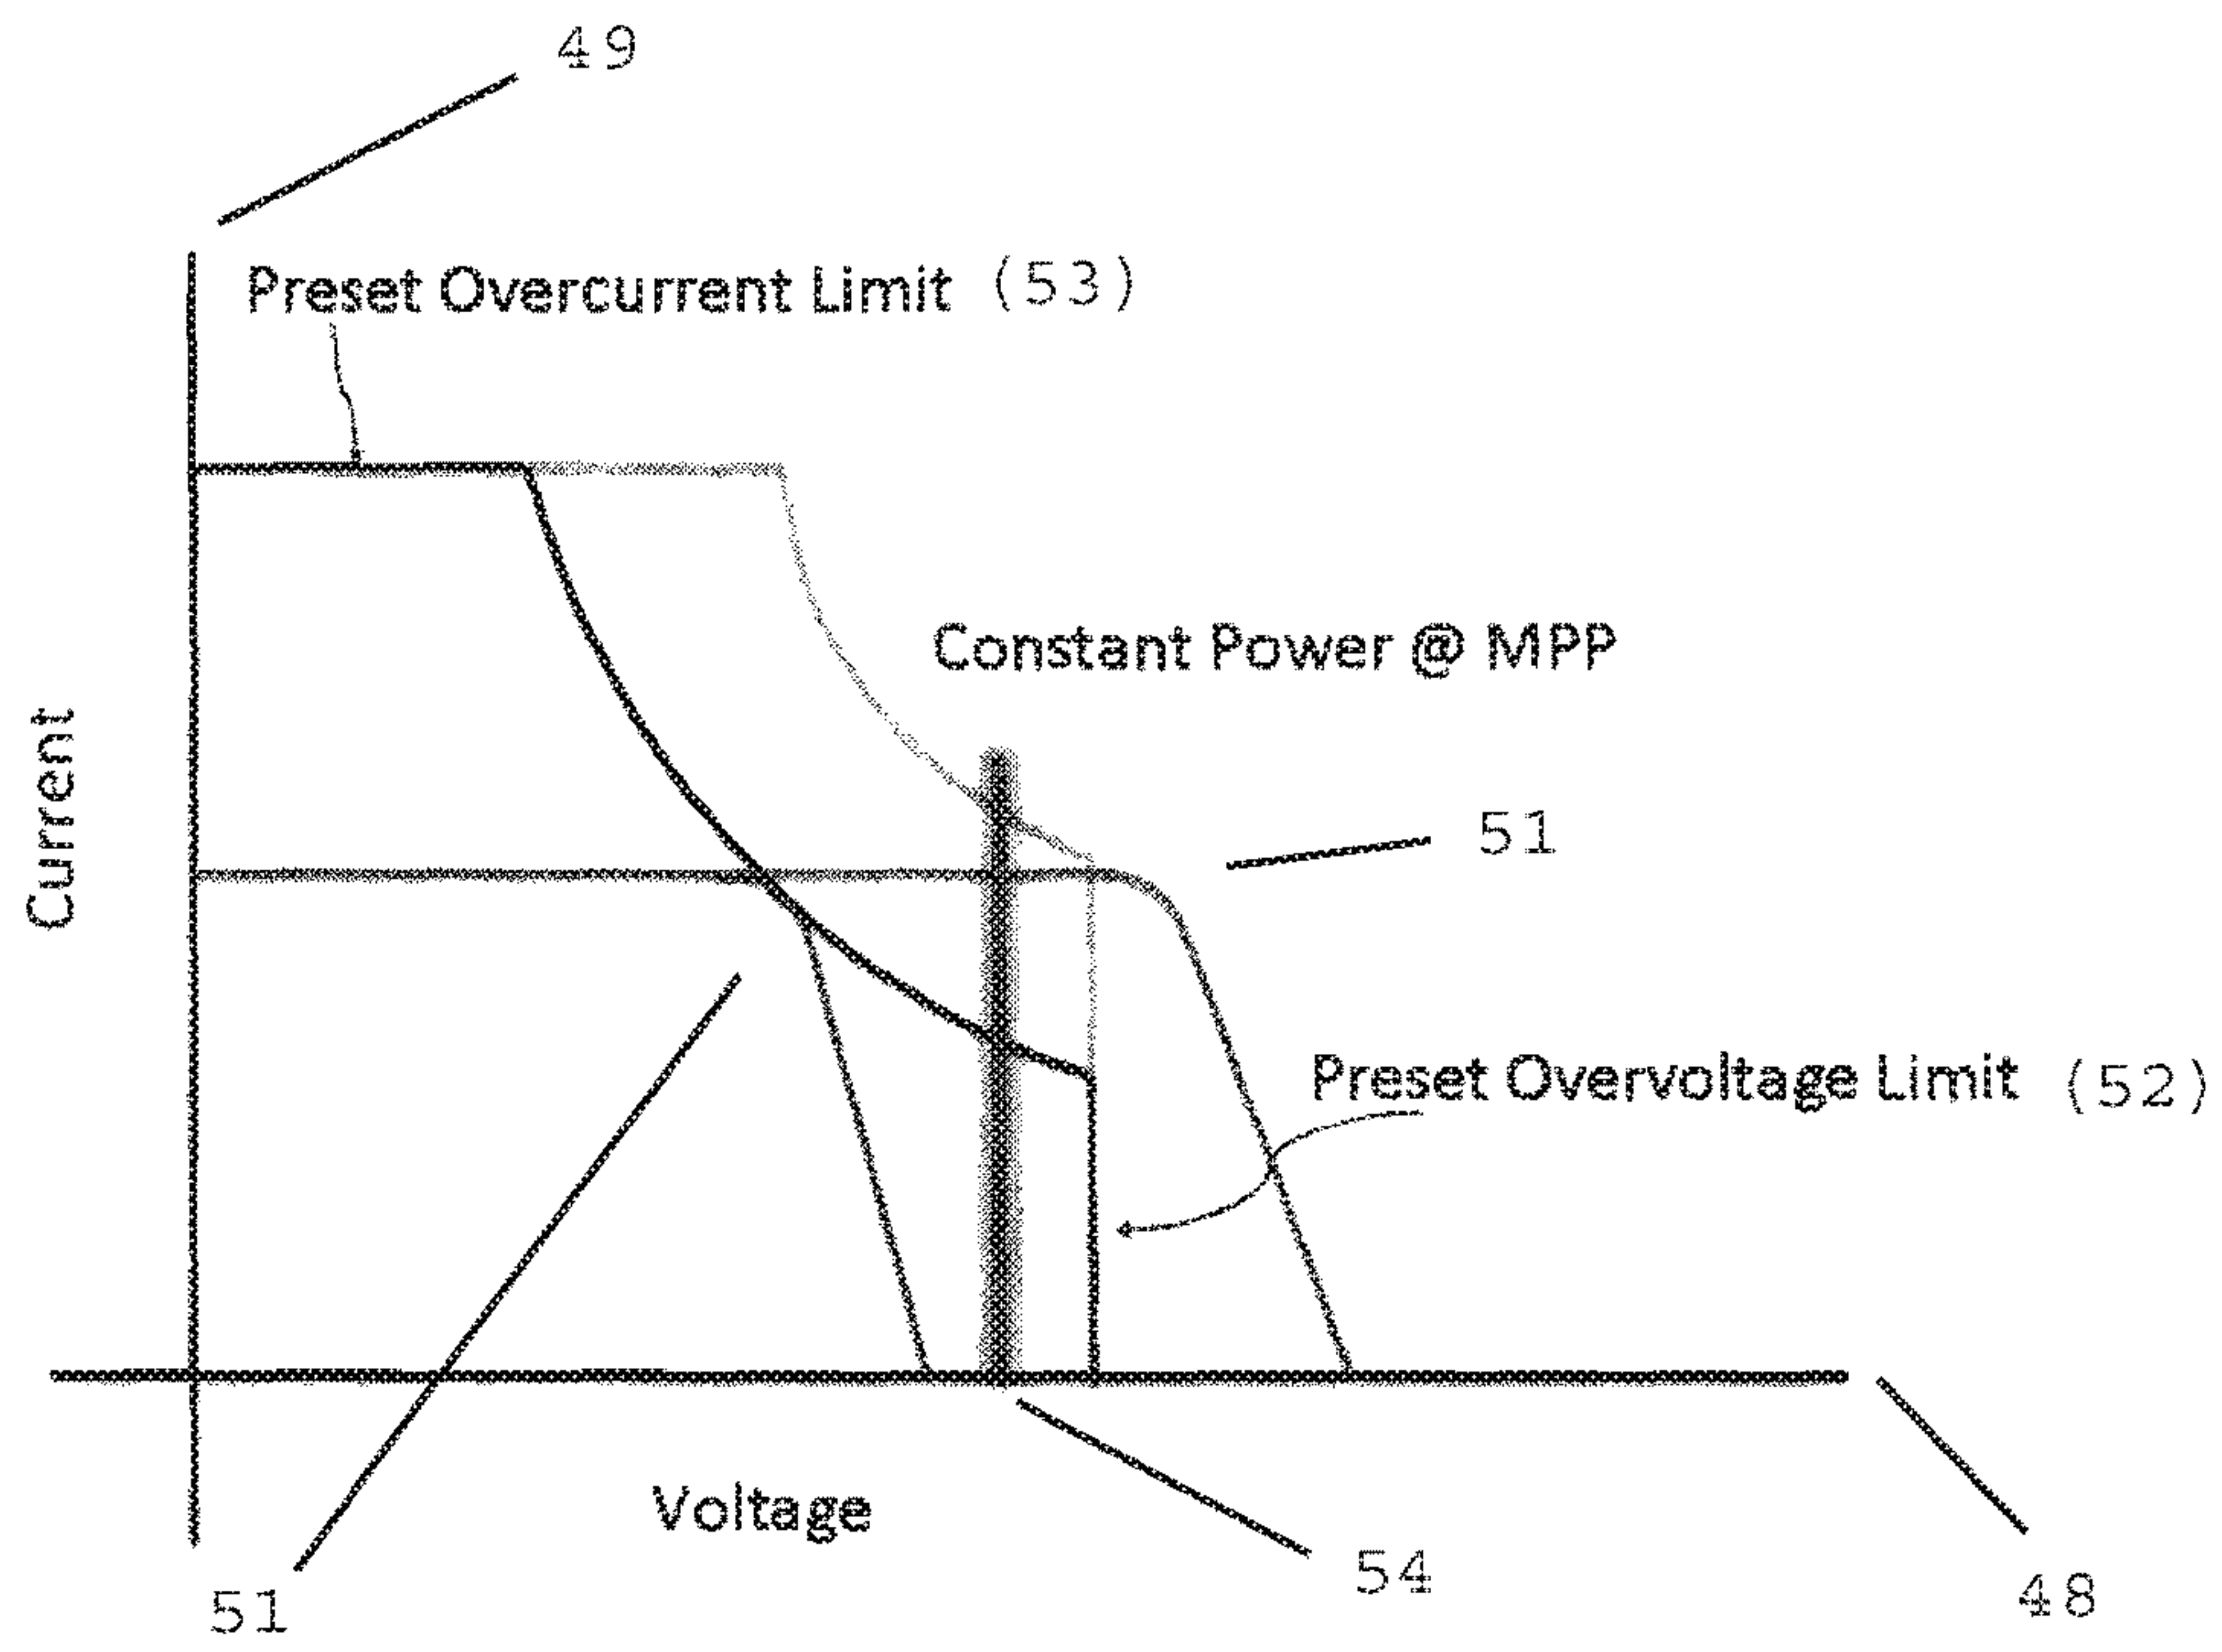 49
Preset Overcurrent Limit (53)
Constant Power @ MPP
Current
51
Preset Overvoltage Limit (52)
Voltage
54
48
51